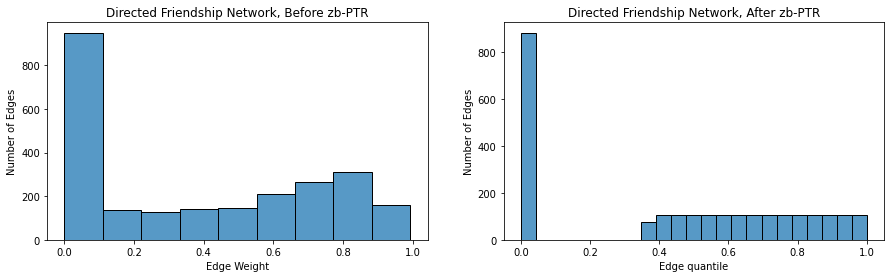 Directed Friendship Network, Before zb-PTR
Number of Edges
800
600
400
200
0
0.0 0.2 0.4 0.6 0.8 1.0
Edge Weight
Directed Friendship Network, After zb-PTR
Number of Edges
800
600
400
200
0
0.0 0.2 0.4 0.6 0.8 1.0
Edge quantile